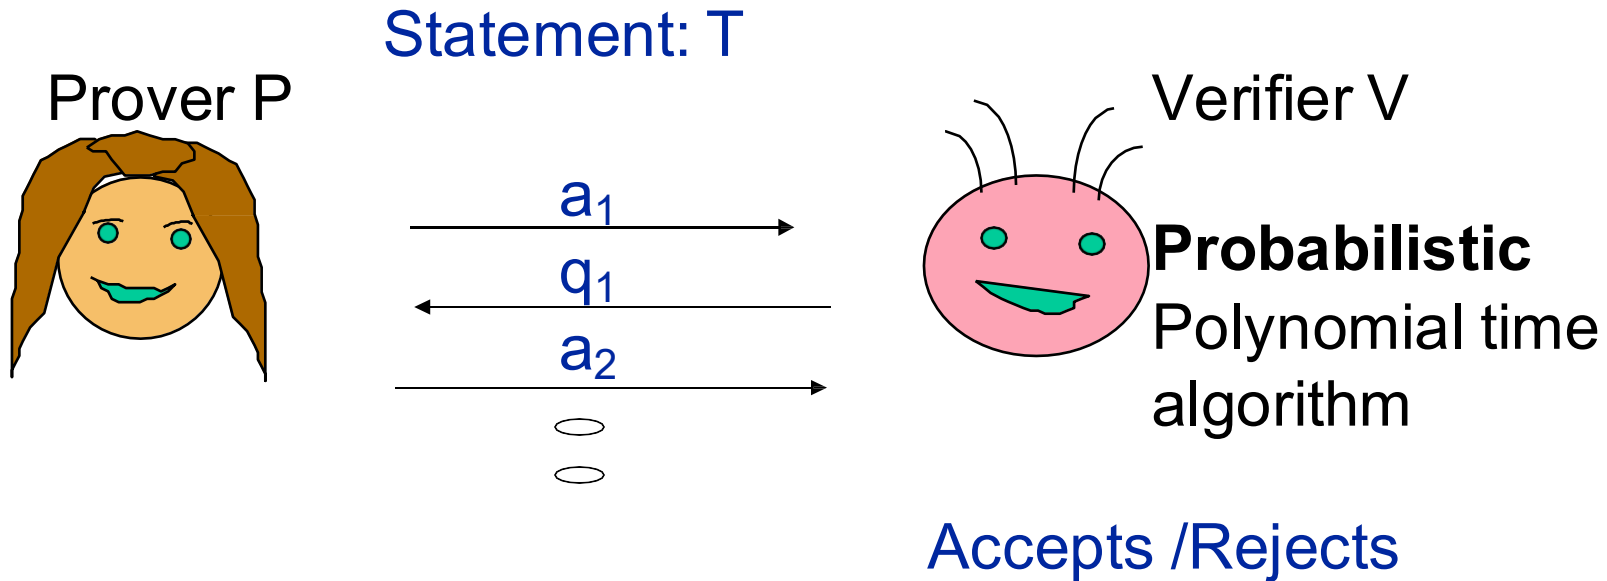 Statement: T
Prover P
Verifier V
a₁
q₁
a₂
Probabilistic
Polynomial time
algorithm
Accepts /Rejects